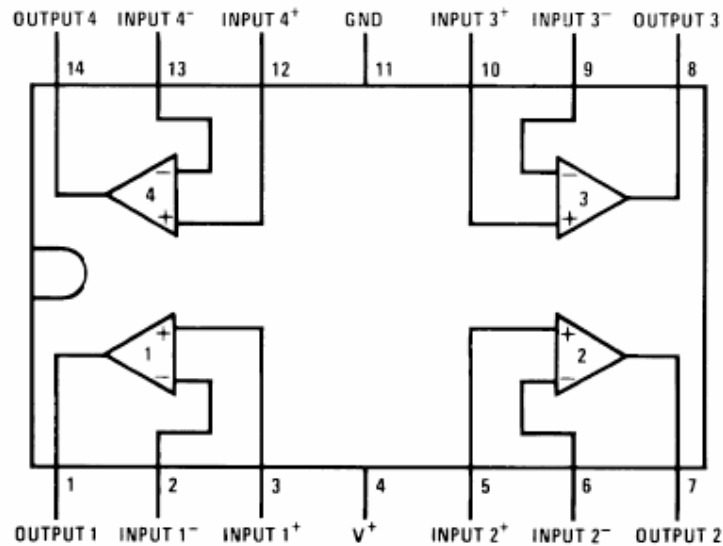 OUTPUT 4 INPUT 4⁻ INPUT 4⁺ GND INPUT 3⁺ INPUT 3⁻ OUTPUT 3
14 13 12 11 10 9 8
− −
4 3
+ +
+ +
1 2
− −
1 2 3 4 5 6 7
OUTPUT 1 INPUT 1⁻ INPUT 1⁺ V⁺ INPUT 2⁺ INPUT 2⁻ OUTPUT 2